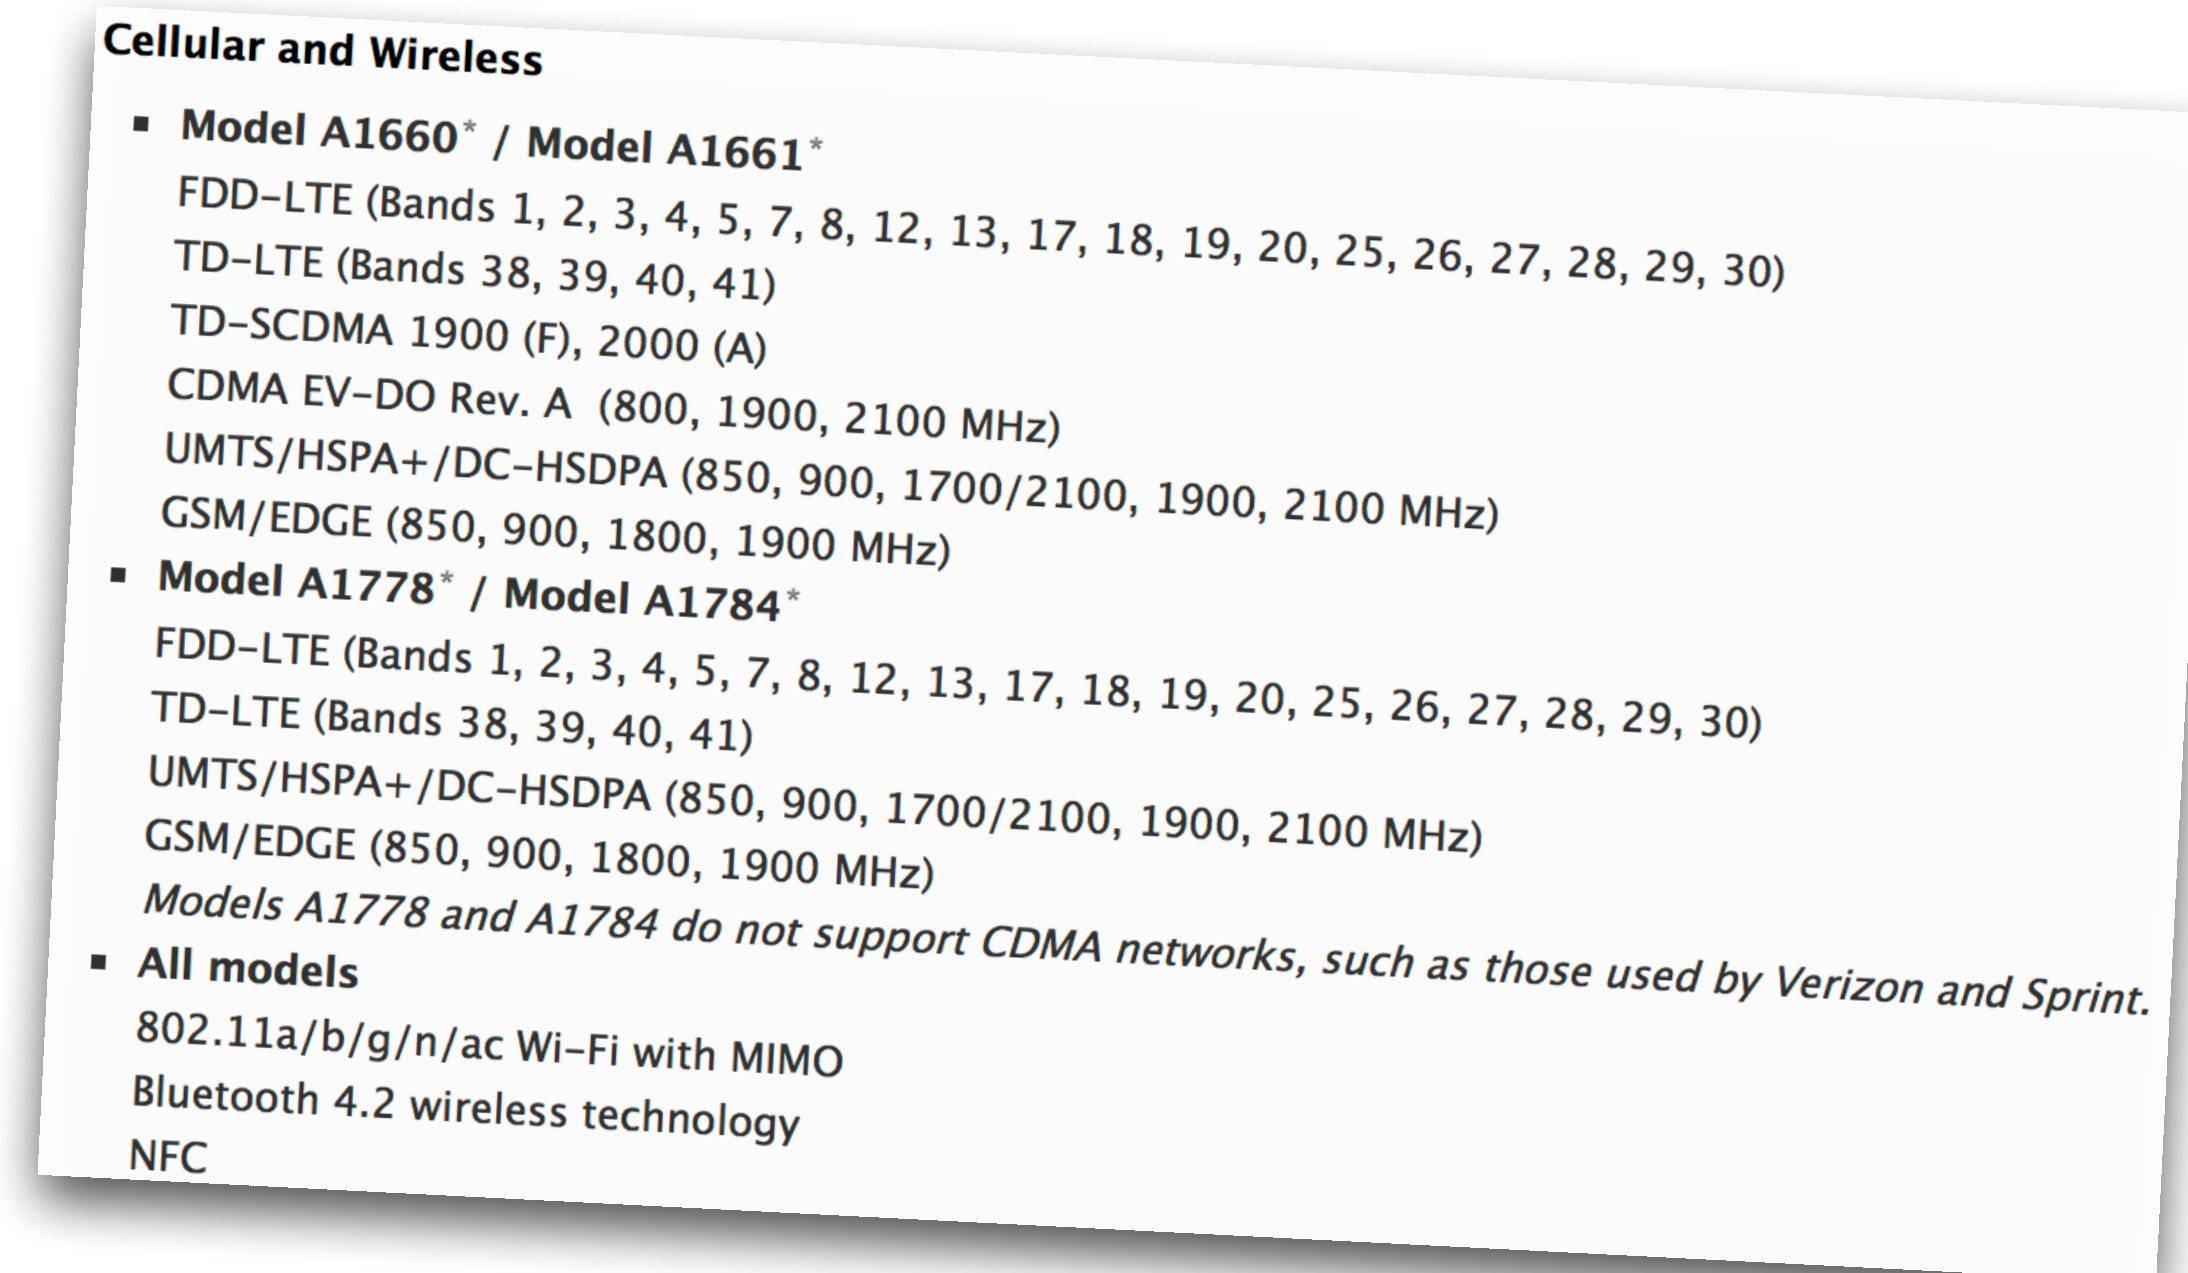 Cellular and Wireless
▪ Model A1660* / Model A1661*
FDD-LTE (Bands 1, 2, 3, 4, 5, 7, 8, 12, 13, 17, 18, 19, 20, 25, 26, 27, 28, 29, 30)
TD-LTE (Bands 38, 39, 40, 41)
TD-SCDMA 1900 (F), 2000 (A)
CDMA EV-DO Rev. A (800, 1900, 2100 MHz)
UMTS/HSPA+/DC-HSDPA (850, 900, 1700/2100, 1900, 2100 MHz)
GSM/EDGE (850, 900, 1800, 1900 MHz)
▪ Model A1778* / Model A1784*
FDD-LTE (Bands 1, 2, 3, 4, 5, 7, 8, 12, 13, 17, 18, 19, 20, 25, 26, 27, 28, 29, 30)
TD-LTE (Bands 38, 39, 40, 41)
UMTS/HSPA+/DC-HSDPA (850, 900, 1700/2100, 1900, 2100 MHz)
GSM/EDGE (850, 900, 1800, 1900 MHz)
Models A1778 and A1784 do not support CDMA networks, such as those used by Verizon and Sprint.
▪ All models
802.11a/b/g/n/ac Wi-Fi with MIMO
Bluetooth 4.2 wireless technology
NFC